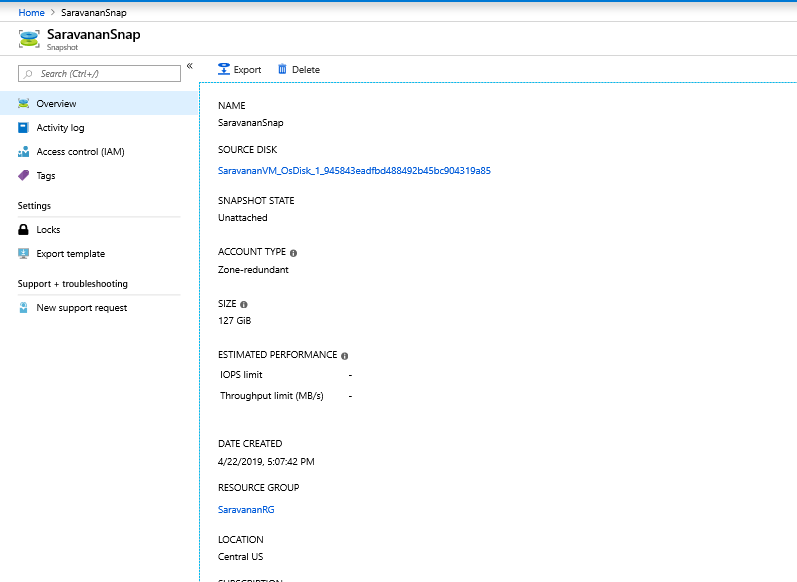 Home > SaravananSnap
SaravananSnap
Snapshot
Search (Ctrl+/)
«
Export
Delete
Overview
Activity log
Access control (IAM)
Tags
Settings
Locks
Export template
Support + troubleshooting
New support request
NAME
SaravananSnap
SOURCE DISK
SaravananVM_OsDisk_1_945843eadfbd488492b45bc904319a85
SNAPSHOT STATE
Unattached
ACCOUNT TYPE
Zone-redundant
SIZE
127 GiB
ESTIMATED PERFORMANCE
IOPS limit -
Throughput limit (MB/s) -
DATE CREATED
4/22/2019, 5:07:42 PM
RESOURCE GROUP
SaravananRG
LOCATION
Central US
SUBSCRIPTION